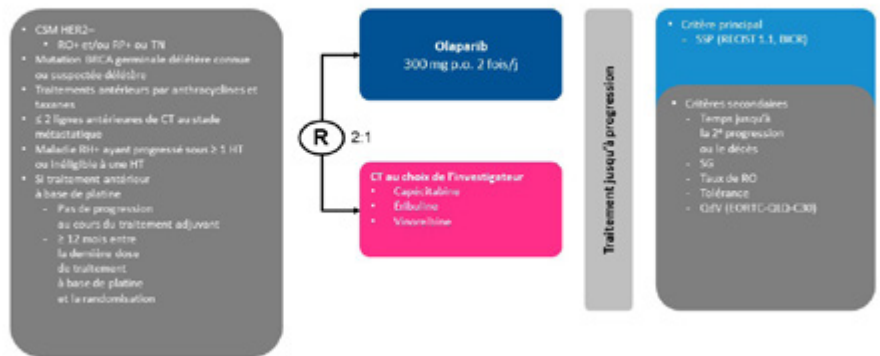 CSM HER2–
RO+ et/ou RP+ ou TN
Mutation BRCA germinale délétère connue
ou suspectée délétère
Traitements antérieurs par anthracyclines et
taxanes
≤ 2 lignes antérieures de CT au stade
métastatique
Maladie RH+ ayant progressé sous ≥ 1 HT
ou inéligible à une HT
Si traitement antérieur
à base de platine
- Pas de progression
au cours du traitement adjuvant
- ≥ 12 mois entre
la dernière dose
de traitement
à base de platine
et la randomisation
R 2:1
Olaparib
300 mg p.o. 2 fois/j
CT au choix de l'investigateur
Capécitabine
Eribuline
Vinorelbine
Traitement jusqu'à progression
Critère principal
- SSP (RECIST 1.1, BICR)
Critères secondaires
- Temps jusqu'à
la 2e progression
ou le décès
- SG
- Taux de RO
- Tolérance
- QdV (EORTC-QLQ-C30)